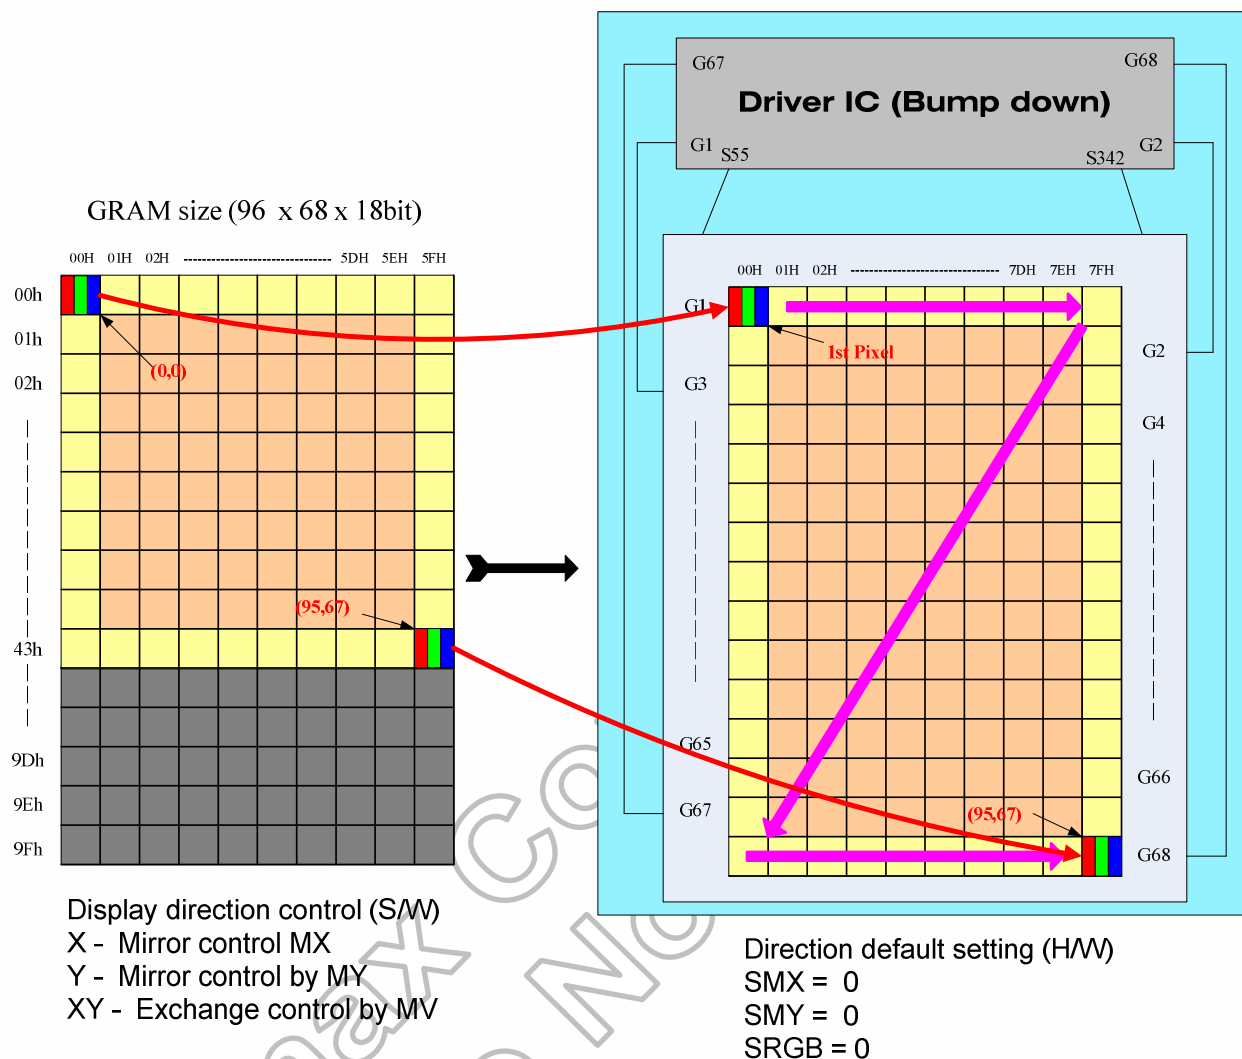 G67
G68
Driver IC (Bump down)
G1
S55
S342
G2
GRAM size (96 x 68 x 18bit)
00H 01H 02H ---------------------------- 5DH 5EH 5FH
00h
01h
(0,0)
02h
(95,67)
43h
9Dh
9Eh
9Fh
00H 01H 02H ---------------------------- 7DH 7EH 7FH
G1
1st Pixel
G2
G3
G4
G65
G66
G67
(95,67)
G68
Display direction control (S/W)
X - Mirror control MX
Y - Mirror control by MY
XY - Exchange control by MV
Direction default setting (H/W)
SMX = 0
SMY = 0
SRGB = 0